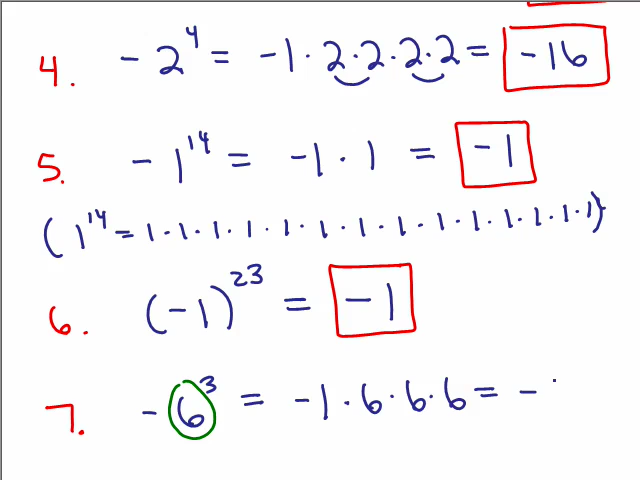 4. -2⁴ = -1·2·2·2·2 = -16
5. -1¹⁴ = -1·1 = -1
(1¹⁴ = 1·1·1·1·1·1·1·1·1·1·1·1·1·1)
6. (-1)²³ = -1
7. -6³ = -1·6·6·6 = -